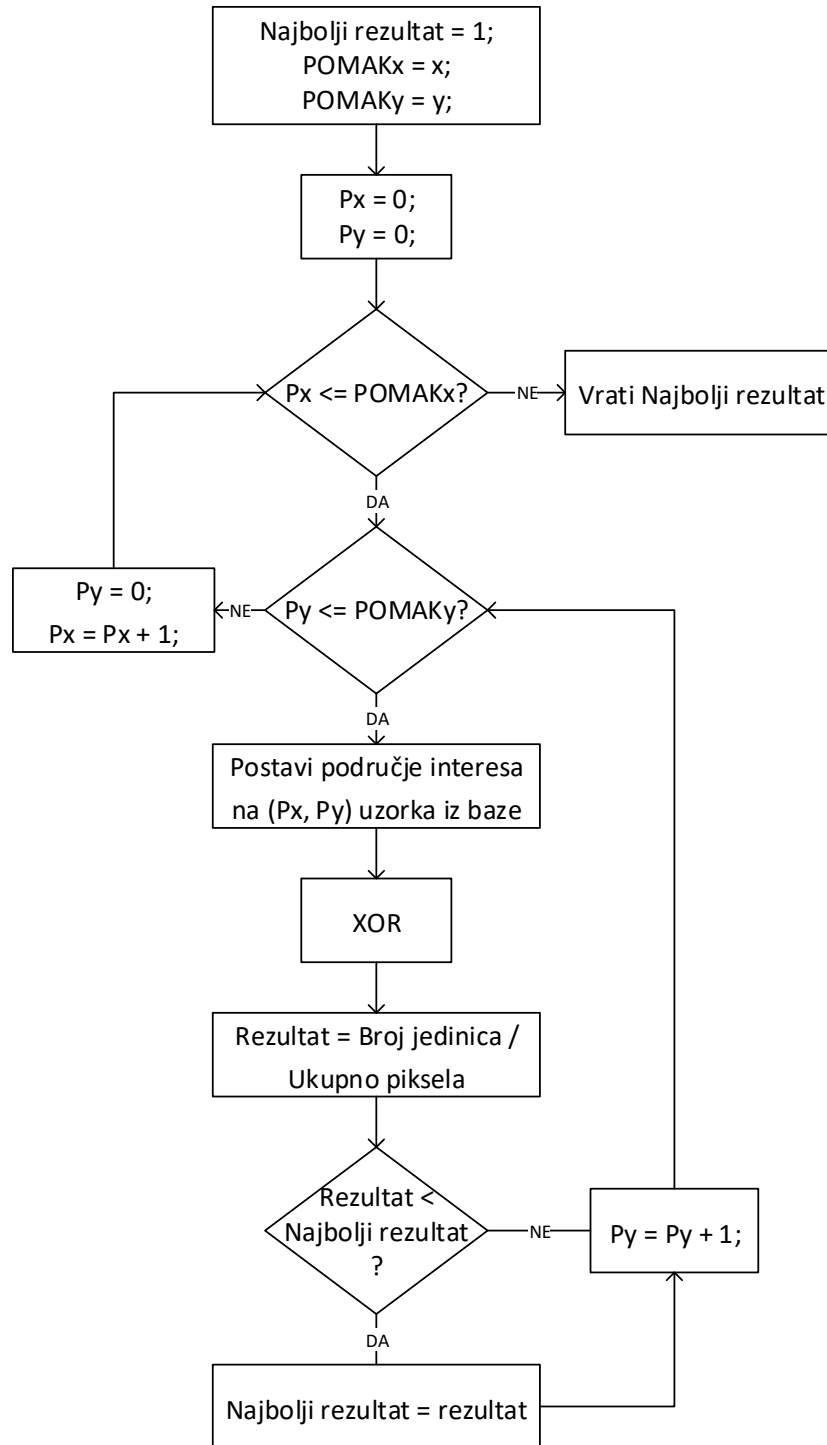 Najbolji rezultat = 1;
POMAKx = x;
POMAKy = y;
Px = 0;
Py = 0;
Px <= POMAKx?
NE
Vrati Najbolji rezultat
DA
Py = 0;
Px = Px + 1;
NE
Py <= POMAKy?
DA
Postavi područje interesa
na (Px, Py) uzorka iz baze
XOR
Rezultat = Broj jedinica /
Ukupno piksela
Rezultat <
Najbolji rezultat
?
NE
Py = Py + 1;
DA
Najbolji rezultat = rezultat